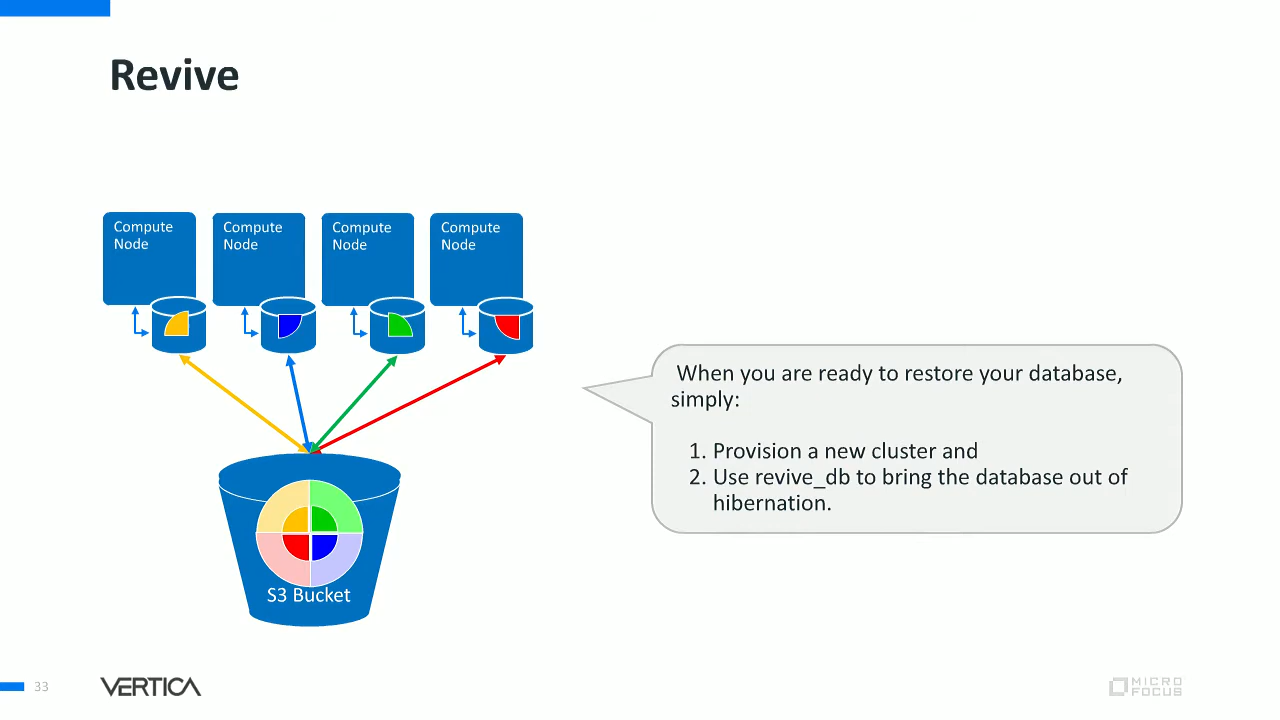 Revive
Compute
Node
Compute
Node
Compute
Node
Compute
Node
When you are ready to restore your database,
simply:
1. Provision a new cluster and
2. Use revive_db to bring the database out of
hibernation.
S3 Bucket
33
VERTICA
MICRO
FOCUS